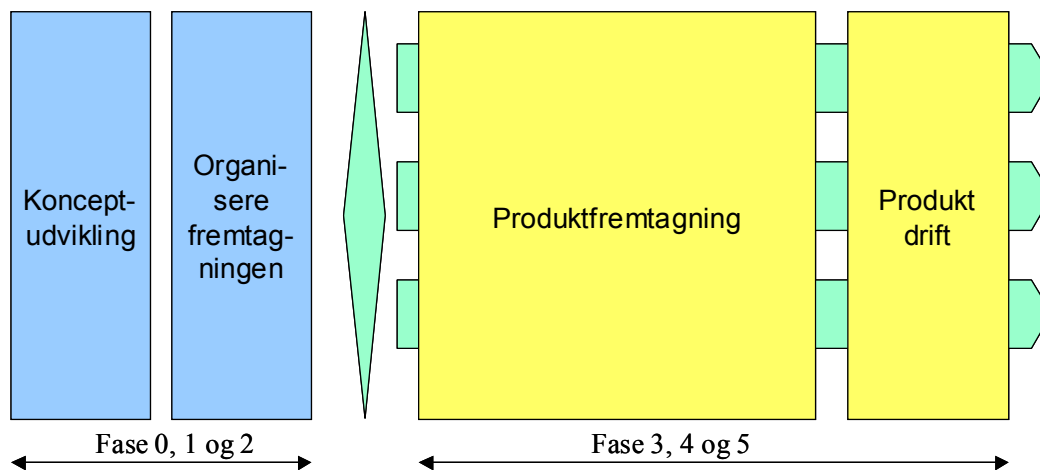 Koncept-
udvikling
Organi-
sere
fremtag-
ningen
Produktfremtagning
Produkt
drift
Fase 0, 1 og 2
Fase 3, 4 og 5